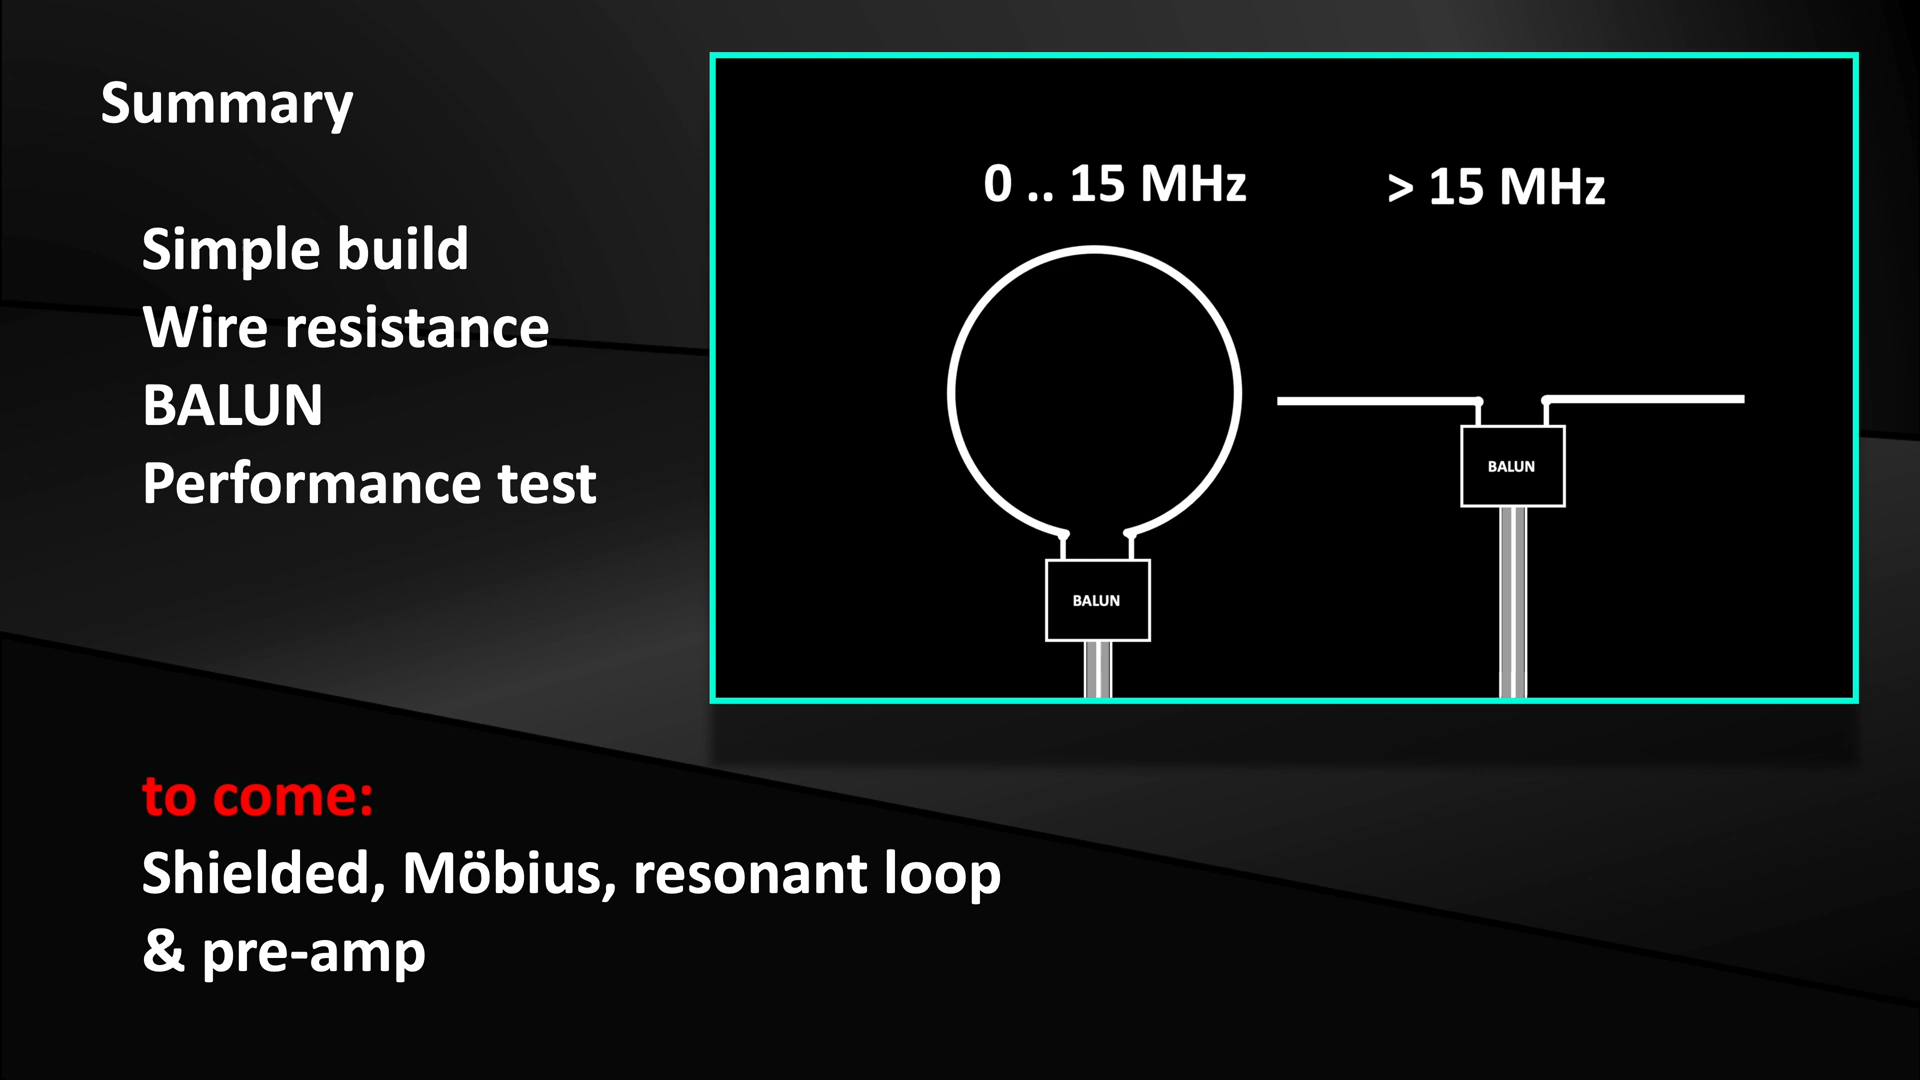 Summary
Simple build
Wire resistance
BALUN
Performance test
0 .. 15 MHz
> 15 MHz
BALUN
BALUN
to come:
Shielded, Möbius, resonant loop
& pre-amp